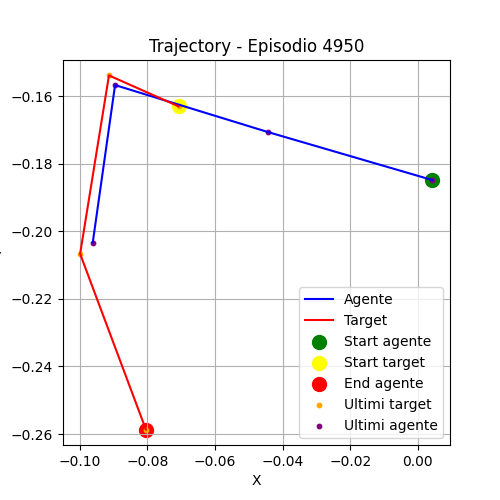 Trajectory - Episodio 4950
−0.16
−0.18
−0.20
−0.22
−0.24
−0.26
Agente
Target
Start agente
Start target
End agente
Ultimi target
Ultimi agente
−0.10
−0.08
−0.06
−0.04
−0.02
0.00
X